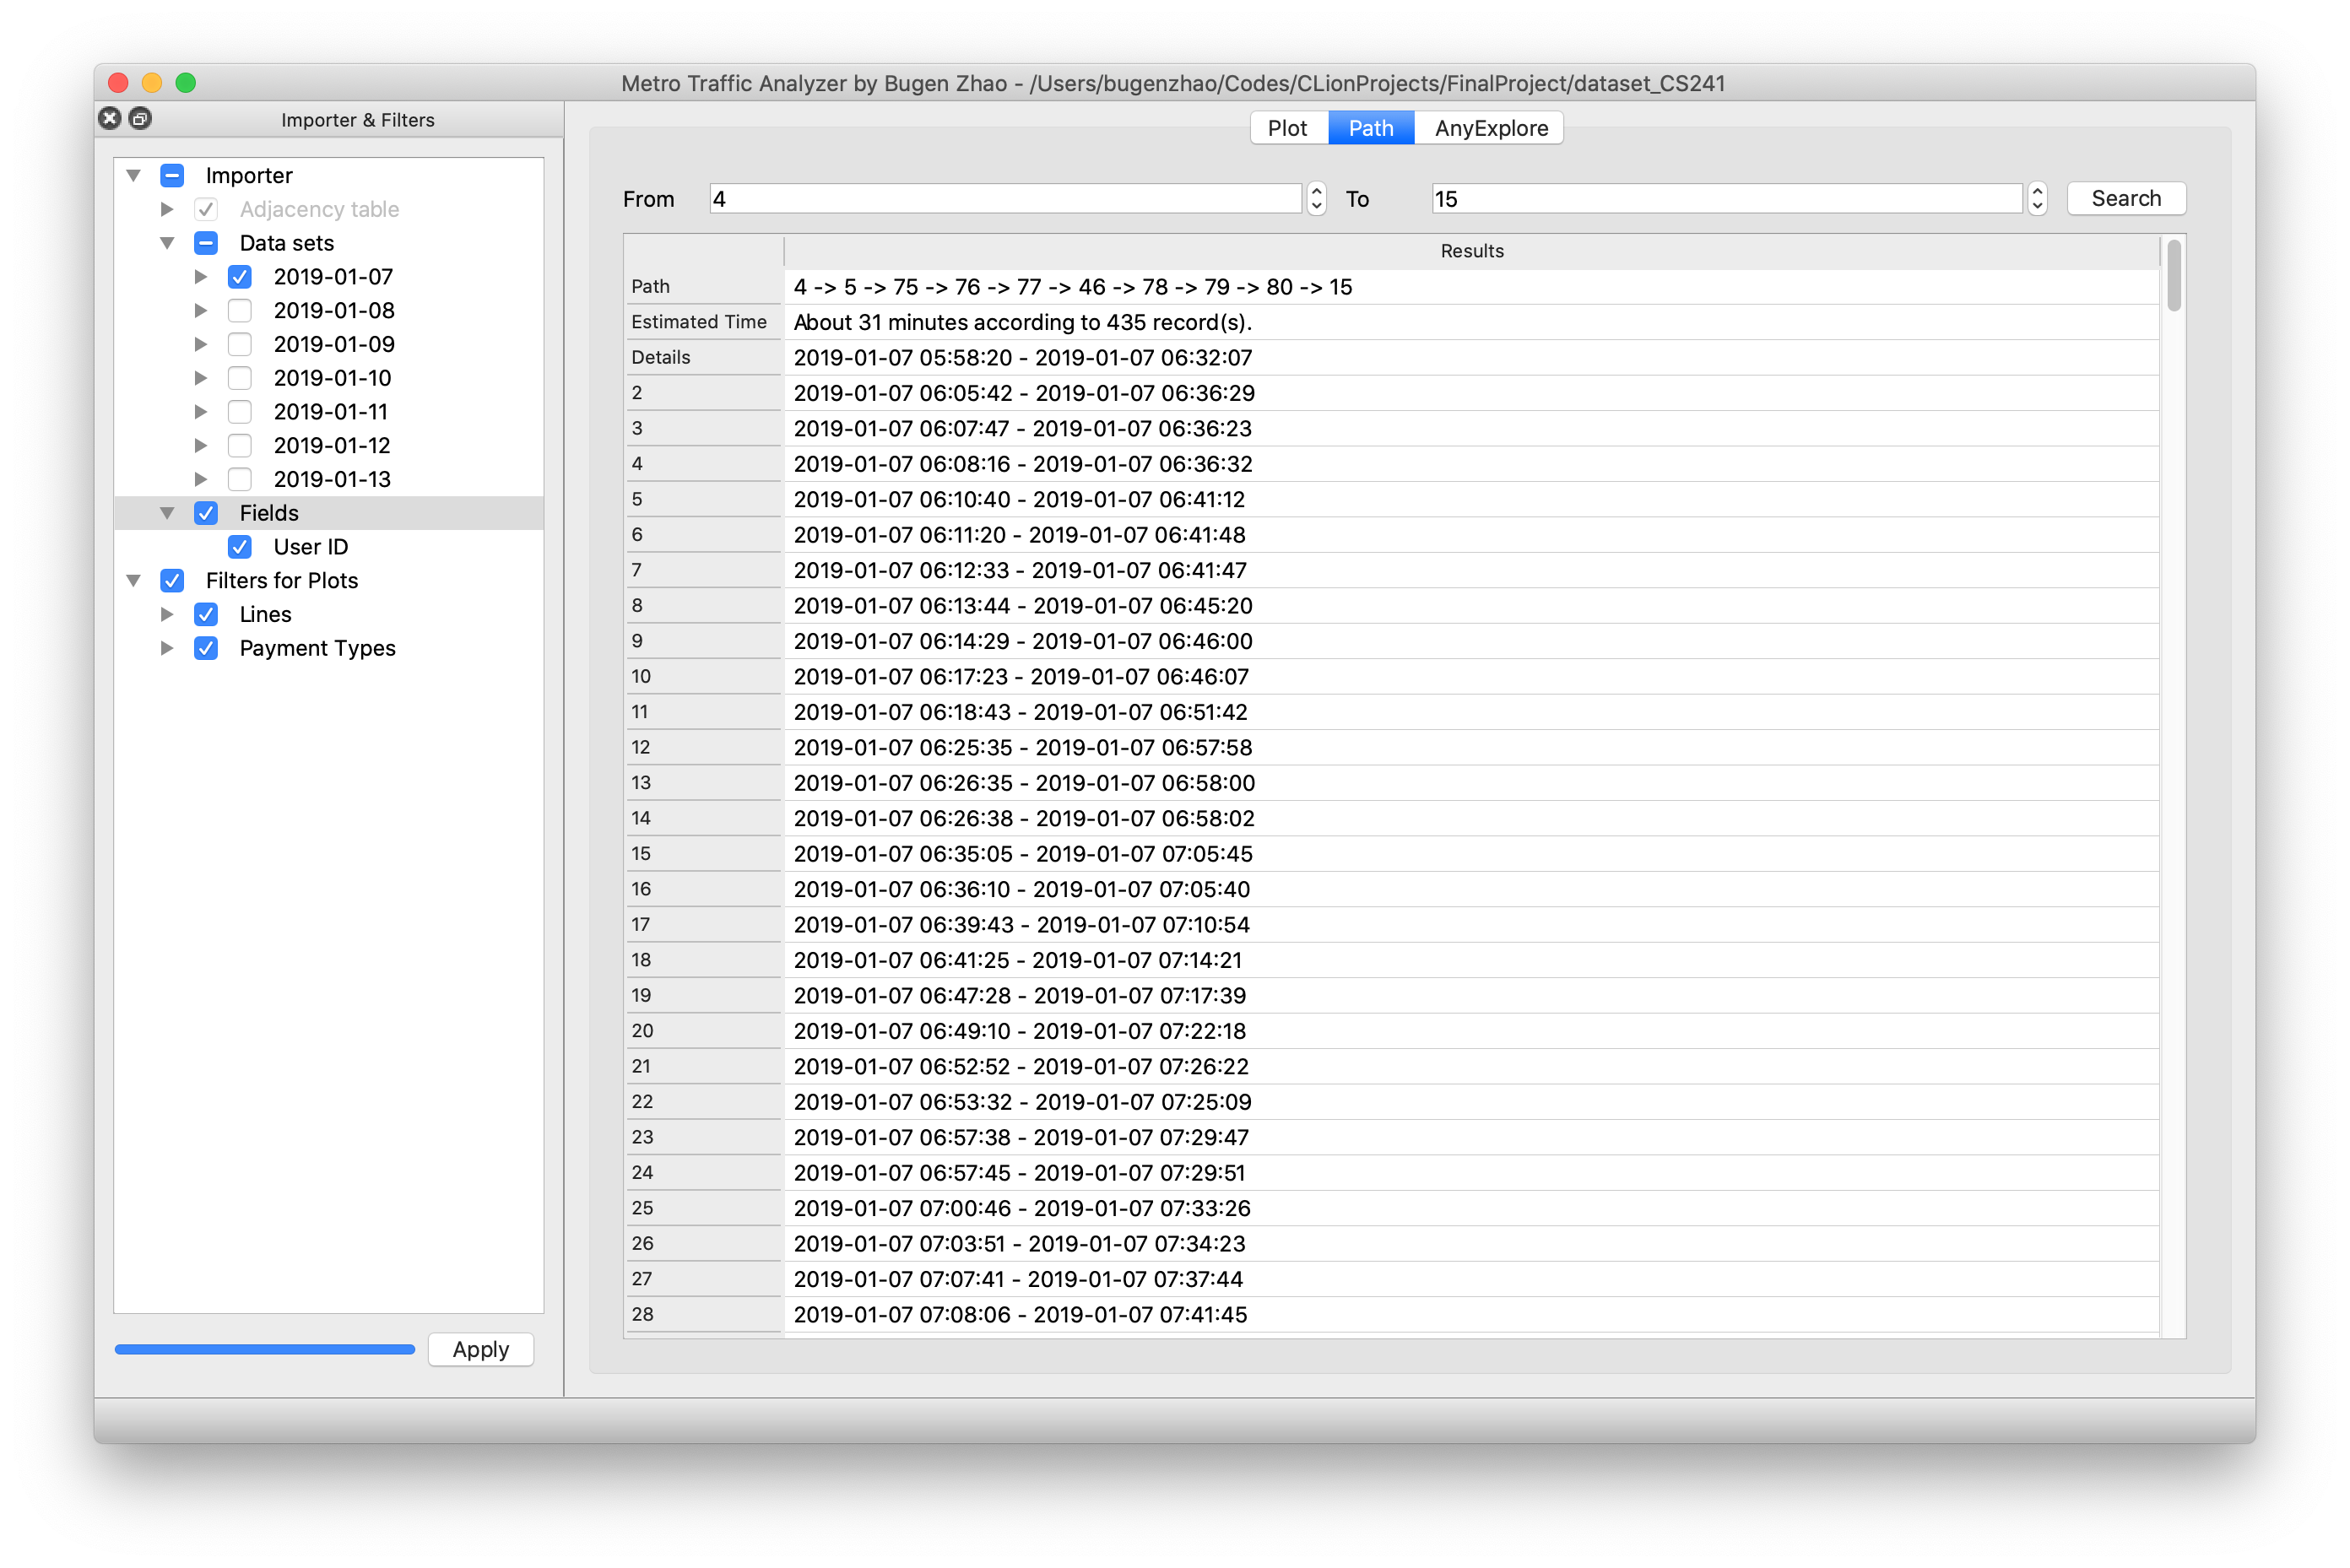 Metro Traffic Analyzer by Bugen Zhao - /Users/bugenzhao/Codes/CLionProjects/FinalProject/dataset_CS241
Importer & Filters
Importer
Adjacency table
Data sets
2019-01-07
2019-01-08
2019-01-09
2019-01-10
2019-01-11
2019-01-12
2019-01-13
Fields
User ID
Filters for Plots
Lines
Payment Types
Apply
Plot Path AnyExplore
From 4 To 15 Search
Results
Path 4 -> 5 -> 75 -> 76 -> 77 -> 46 -> 78 -> 79 -> 80 -> 15
Estimated Time About 31 minutes according to 435 record(s).
Details 2019-01-07 05:58:20 - 2019-01-07 06:32:07
2 2019-01-07 06:05:42 - 2019-01-07 06:36:29
3 2019-01-07 06:07:47 - 2019-01-07 06:36:23
4 2019-01-07 06:08:16 - 2019-01-07 06:36:32
5 2019-01-07 06:10:40 - 2019-01-07 06:41:12
6 2019-01-07 06:11:20 - 2019-01-07 06:41:48
7 2019-01-07 06:12:33 - 2019-01-07 06:41:47
8 2019-01-07 06:13:44 - 2019-01-07 06:45:20
9 2019-01-07 06:14:29 - 2019-01-07 06:46:00
10 2019-01-07 06:17:23 - 2019-01-07 06:46:07
11 2019-01-07 06:18:43 - 2019-01-07 06:51:42
12 2019-01-07 06:25:35 - 2019-01-07 06:57:58
13 2019-01-07 06:26:35 - 2019-01-07 06:58:00
14 2019-01-07 06:26:38 - 2019-01-07 06:58:02
15 2019-01-07 06:35:05 - 2019-01-07 07:05:45
16 2019-01-07 06:36:10 - 2019-01-07 07:05:40
17 2019-01-07 06:39:43 - 2019-01-07 07:10:54
18 2019-01-07 06:41:25 - 2019-01-07 07:14:21
19 2019-01-07 06:47:28 - 2019-01-07 07:17:39
20 2019-01-07 06:49:10 - 2019-01-07 07:22:18
21 2019-01-07 06:52:52 - 2019-01-07 07:26:22
22 2019-01-07 06:53:32 - 2019-01-07 07:25:09
23 2019-01-07 06:57:38 - 2019-01-07 07:29:47
24 2019-01-07 06:57:45 - 2019-01-07 07:29:51
25 2019-01-07 07:00:46 - 2019-01-07 07:33:26
26 2019-01-07 07:03:51 - 2019-01-07 07:34:23
27 2019-01-07 07:07:41 - 2019-01-07 07:37:44
28 2019-01-07 07:08:06 - 2019-01-07 07:41:45